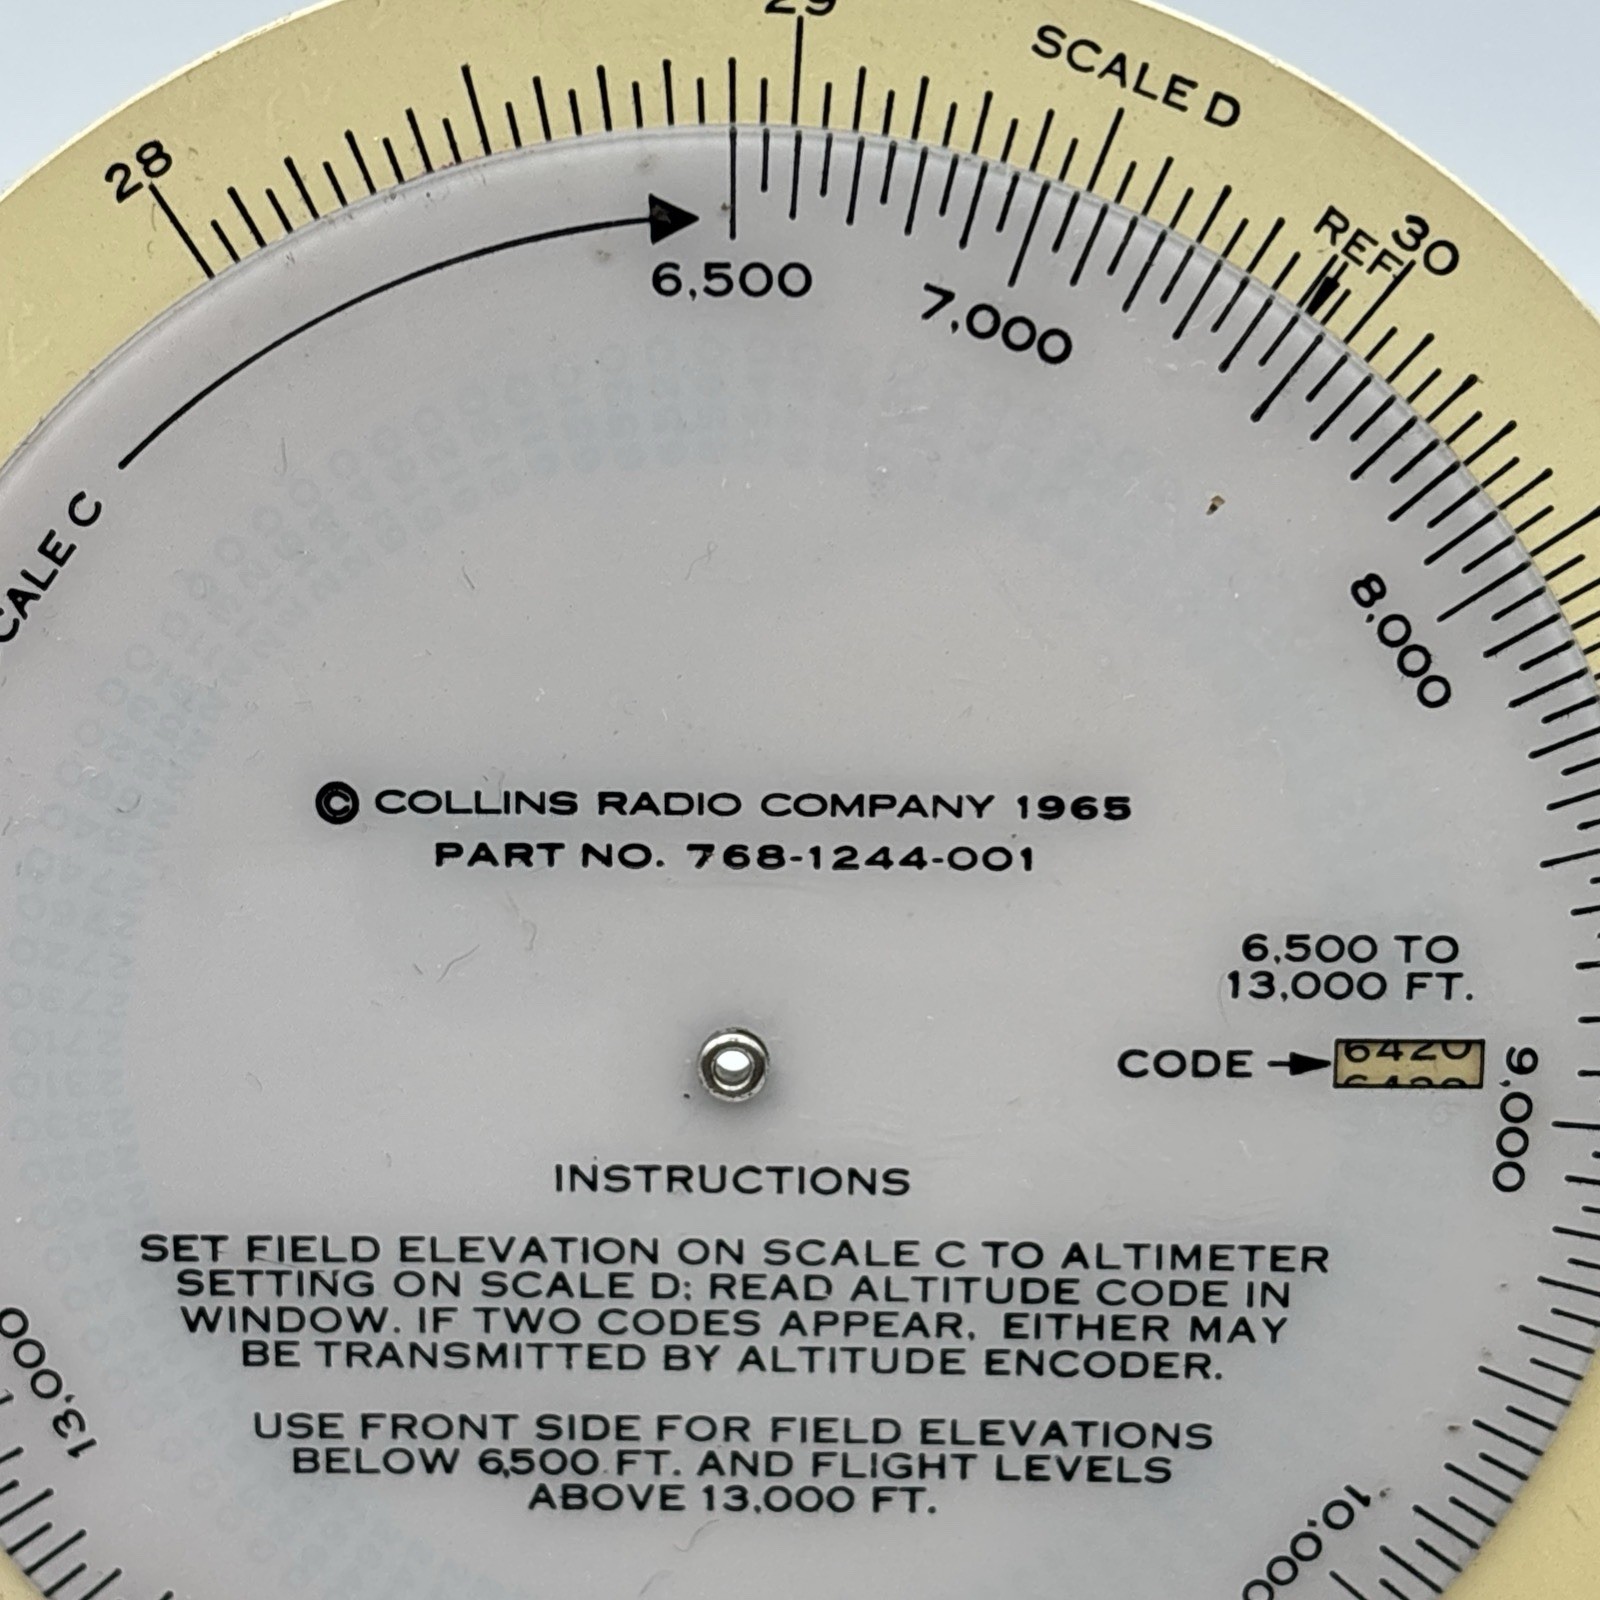 29
SCALE D
28
REF.
30
6,500
7,000
SCALE C
8,000
© COLLINS RADIO COMPANY 1965
PART NO. 768-1244-001
6,500 TO
13,000 FT.
CODE
6420
9,000
INSTRUCTIONS
SET FIELD ELEVATION ON SCALE C TO ALTIMETER
SETTING ON SCALE D: READ ALTITUDE CODE IN
WINDOW. IF TWO CODES APPEAR, EITHER MAY
BE TRANSMITTED BY ALTITUDE ENCODER.
13,000
USE FRONT SIDE FOR FIELD ELEVATIONS
BELOW 6,500 FT. AND FLIGHT LEVELS
ABOVE 13,000 FT.
10,000